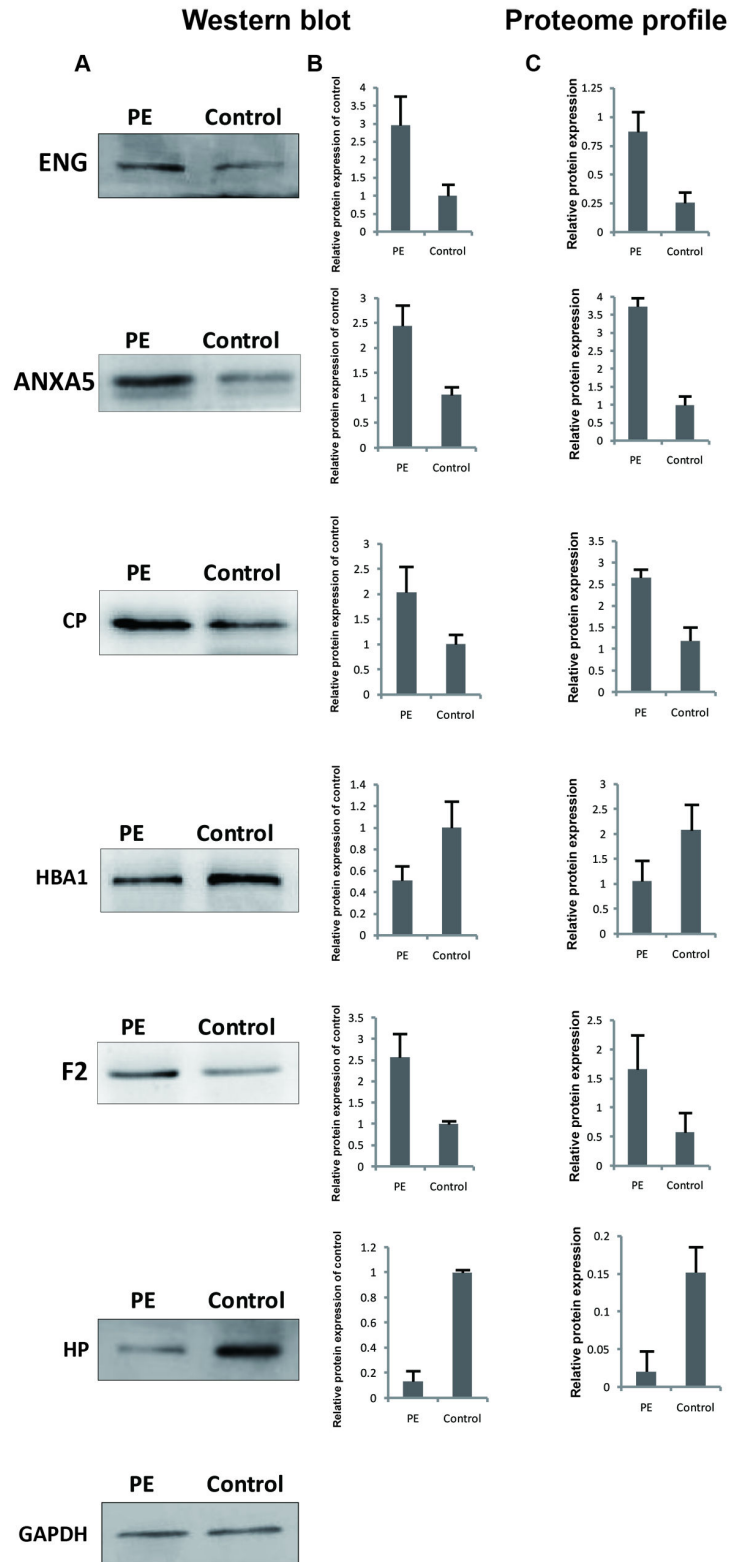 Western blot Proteome profile
A B C
PE Control
ENG
Relative protein expression of control
4
3.5
3
2.5
2
1.5
1
0.5
0
PE Control
Relative protein expression
1.25
1
0.75
0.5
0.25
0
PE Control
PE Control
ANXA5
Relative protein expression of control
3
2.5
2
1.5
1
0.5
0
PE Control
Relative protein expression
4
3.5
3
2.5
2
1.5
1
0.5
0
PE Control
PE Control
CP
Relative protein expression of control
3
2.5
2
1.5
1
0.5
0
PE Control
Relative protein expression
3.5
3
2.5
2
1.5
1
0.5
0
PE Control
PE Control
HBA1
Relative protein expression of control
1.4
1.2
1
0.8
0.6
0.4
0.2
0
PE Control
Relative protein expression
3
2.5
2
1.5
1
0.5
0
PE Control
PE Control
F2
Relative protein expression of control
3.5
3
2.5
2
1.5
1
0.5
0
PE Control
Relative protein expression
2.5
2
1.5
1
0.5
0
PE Control
PE Control
HP
Relative protein expression of control
1.2
1
0.8
0.6
0.4
0.2
0
PE Control
Relative protein expression
0.2
0.15
0.1
0.05
0
PE Control
PE Control
GAPDH